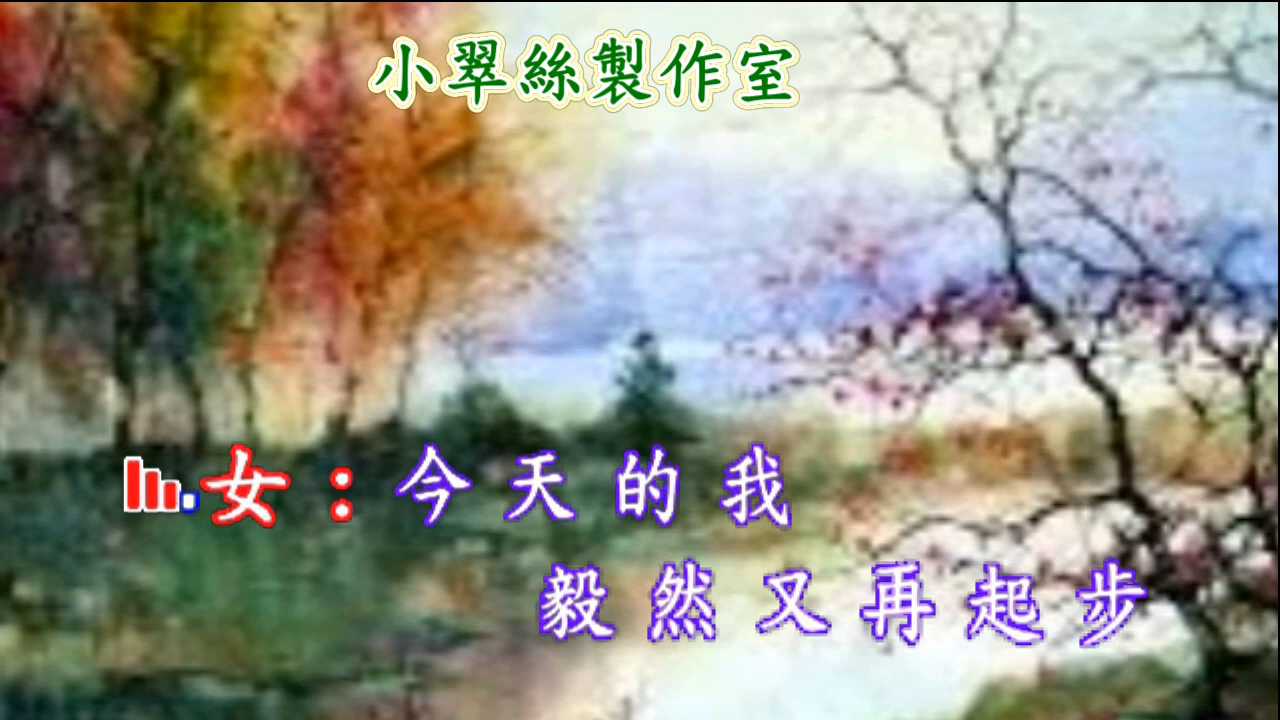 小翠絲製作室
女：今天的我
毅然又再起步